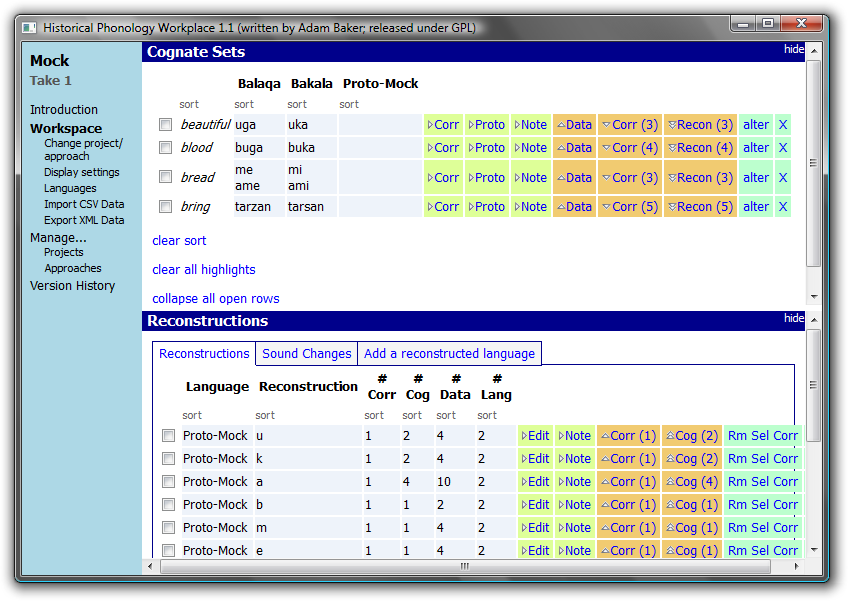 Historical Phonology Workplace 1.1 (written by Adam Baker; released under GPL)
Mock
Take 1
Introduction
Workspace
Change project/
approach
Display settings
Languages
Import CSV Data
Export XML Data
Manage...
Projects
Approaches
Version History
Cognate Sets hide
Balaqa Bakala Proto-Mock
sort sort sort sort
beautiful uga uka Corr Proto Note Data Corr (3) Recon (3) alter X
blood buga buka Corr Proto Note Data Corr (4) Recon (4) alter X
bread me mi Corr Proto Note Data Corr (3) Recon (3) alter X
ame ami
bring tarzan tarsan Corr Proto Note Data Corr (5) Recon (5) alter X
clear sort
clear all highlights
collapse all open rows
Reconstructions hide
Reconstructions Sound Changes Add a reconstructed language
Language Reconstruction # Corr # Cog # Data # Lang
sort sort sort sort sort sort
Proto-Mock u 1 2 4 2 Edit Note Corr (1) Cog (2) Rm Sel Corr
Proto-Mock k 1 2 4 2 Edit Note Corr (1) Cog (2) Rm Sel Corr
Proto-Mock a 1 4 10 2 Edit Note Corr (1) Cog (4) Rm Sel Corr
Proto-Mock b 1 1 2 2 Edit Note Corr (1) Cog (1) Rm Sel Corr
Proto-Mock m 1 1 4 2 Edit Note Corr (1) Cog (1) Rm Sel Corr
Proto-Mock e 1 1 4 2 Edit Note Corr (1) Cog (1) Rm Sel Corr